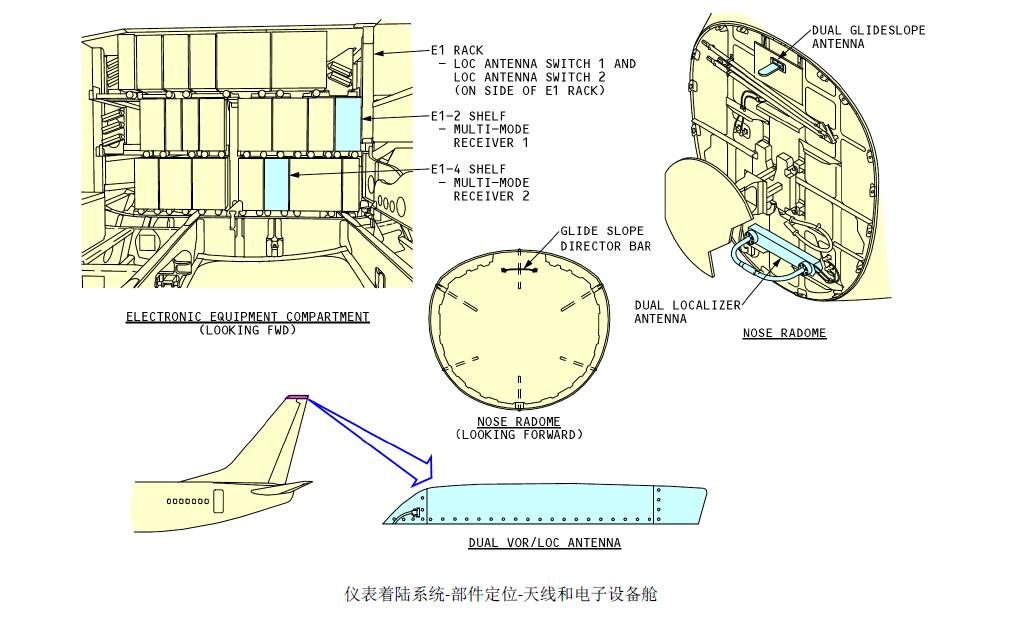 E1 RACK
- LOC ANTENNA SWITCH 1 AND
LOC ANTENNA SWITCH 2
(ON SIDE OF E1 RACK)
E1-2 SHELF
- MULTI-MODE
RECEIVER 1
E1-4 SHELF
- MULTI-MODE
RECEIVER 2
ELECTRONIC EQUIPMENT COMPARTMENT
(LOOKING FWD)
DUAL GLIDESLOPE
ANTENNA
DUAL LOCALIZER
ANTENNA
NOSE RADOME
GLIDE SLOPE
DIRECTOR BAR
NOSE RADOME
(LOOKING FORWARD)
DUAL VOR/LOC ANTENNA
仪表着陆系统-部件定位-天线和电子设备舱